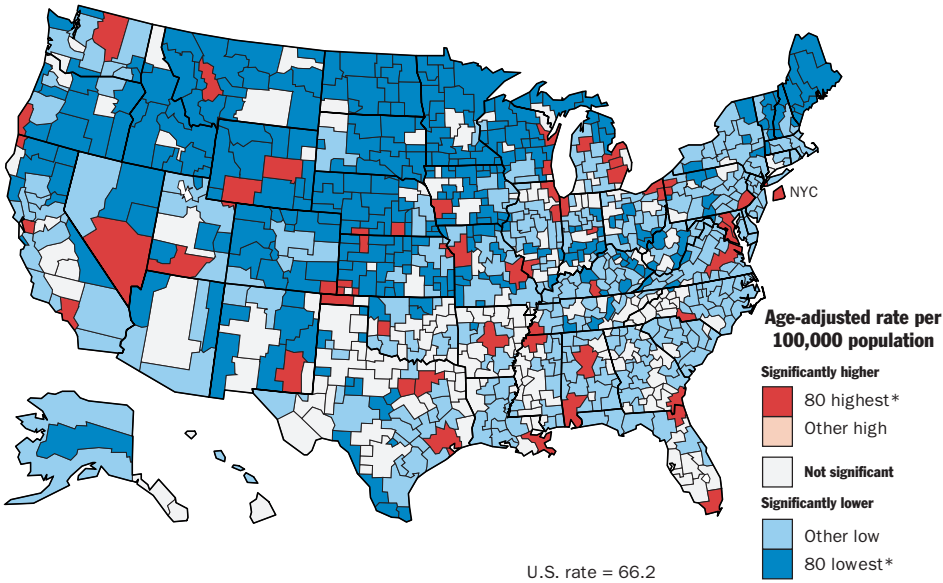 NYC
Age-adjusted rate per
100,000 population
Significantly higher
80 highest*
Other high
Not significant
Significantly lower
Other low
80 lowest*
U.S. rate = 66.2